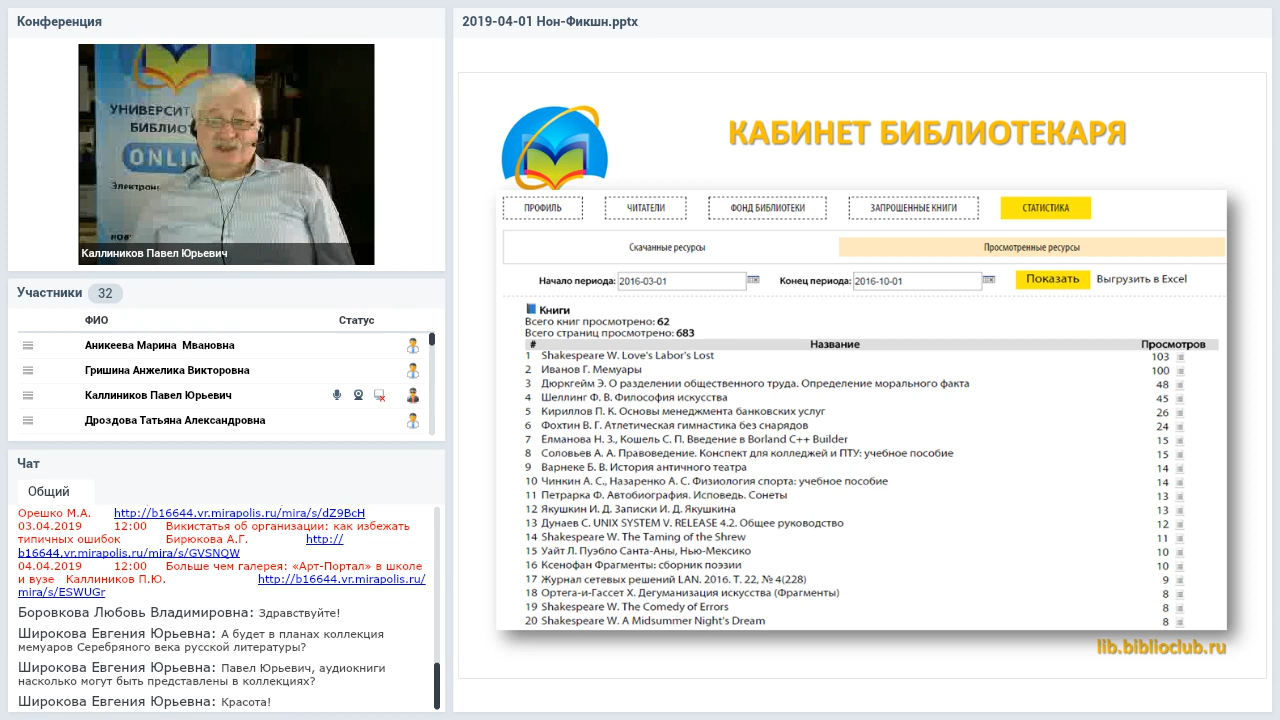 Конференция
УНИВЕРСИТ
БИБЛИО
ONLIN
Электрон
Каллиников Павел Юрьевич
Участники 32
ФИО Статус
Аникеева Марина Мвановна
Гришина Анжелика Викторовна
Каллиников Павел Юрьевич
Дроздова Татьяна Александровна
Чат
Общий
Орешко М.А. http://b16644.vr.mirapolis.ru/mira/s/dZ9BcH
03.04.2019 12:00 Викистатья об организации: как избежать
типичных ошибок Бирюкова А.Г. http://
b16644.vr.mirapolis.ru/mira/s/GVSNQW
04.04.2019 12:00 Больше чем галерея: «Арт-Портал» в школе
и вузе Каллиников П.Ю. http://b16644.vr.mirapolis.ru/
mira/s/ESWUGr
Боровкова Любовь Владимировна: Здравствуйте!
Широкова Евгения Юрьевна: А будет в планах коллекция
мемуаров Серебряного века русской литературы?
Широкова Евгения Юрьевна: Павел Юрьевич, аудиокниги
насколько могут быть представлены в коллекциях?
Широкова Евгения Юрьевна: Красота!
2019-04-01 Нон-Фикшн.pptx
КАБИНЕТ БИБЛИОТЕКАРЯ
ПРОФИЛЬ ЧИТАТЕЛИ ФОНД БИБЛИОТЕКИ ЗАПРОШЕННЫЕ КНИГИ СТАТИСТИКА
Скачанные ресурсы Просмотренные ресурсы
Начало периода: 2016-03-01 Конец периода: 2016-10-01 Показать Выгрузить в Excel
Книги
Всего книг просмотрено: 62
Всего страниц просмотрено: 683
# Название Просмотров
1 Shakespeare W. Love's Labor's Lost 103
2 Иванов Г. Мемуары 100
3 Дюркгейм Э. О разделении общественного труда. Определение морального факта 48
4 Шеллинг Ф. В. Философия искусства 45
5 Кириллов П. К. Основы менеджмента банковских услуг 26
6 Фохтин В. Г. Атлетическая гимнастика без снарядов 24
7 Елманова Н. З., Кошель С. П. Введение в Borland C++ Builder 15
8 Соловьев А. А. Правоведение. Конспект для колледжей и ПТУ: учебное пособие 15
9 Варнеке Б. В. История античного театра 14
10 Чинкин А. С., Назаренко А. С. Физиология спорта: учебное пособие 14
11 Петрарка Ф. Автобиография. Исповедь. Сонеты 13
12 Якушкин И. Д. Записки И. Д. Якушкина 13
13 Дунаев С. UNIX SYSTEM V. RELEASE 4.2. Общее руководство 12
14 Shakespeare W. The Taming of the Shrew 11
15 Уайт Л. Пуэбло Санта-Аны, Нью-Мексико 10
16 Ксенофан Фрагменты: сборник поэзии 10
17 Журнал сетевых решений LAN. 2016. Т. 22, № 4(228) 9
18 Ортега-и-Гассет Х. Дегуманизация искусства (Фрагменты) 8
19 Shakespeare W. The Comedy of Errors 8
20 Shakespeare W. A Midsummer Night's Dream 8
lib.biblioclub.ru